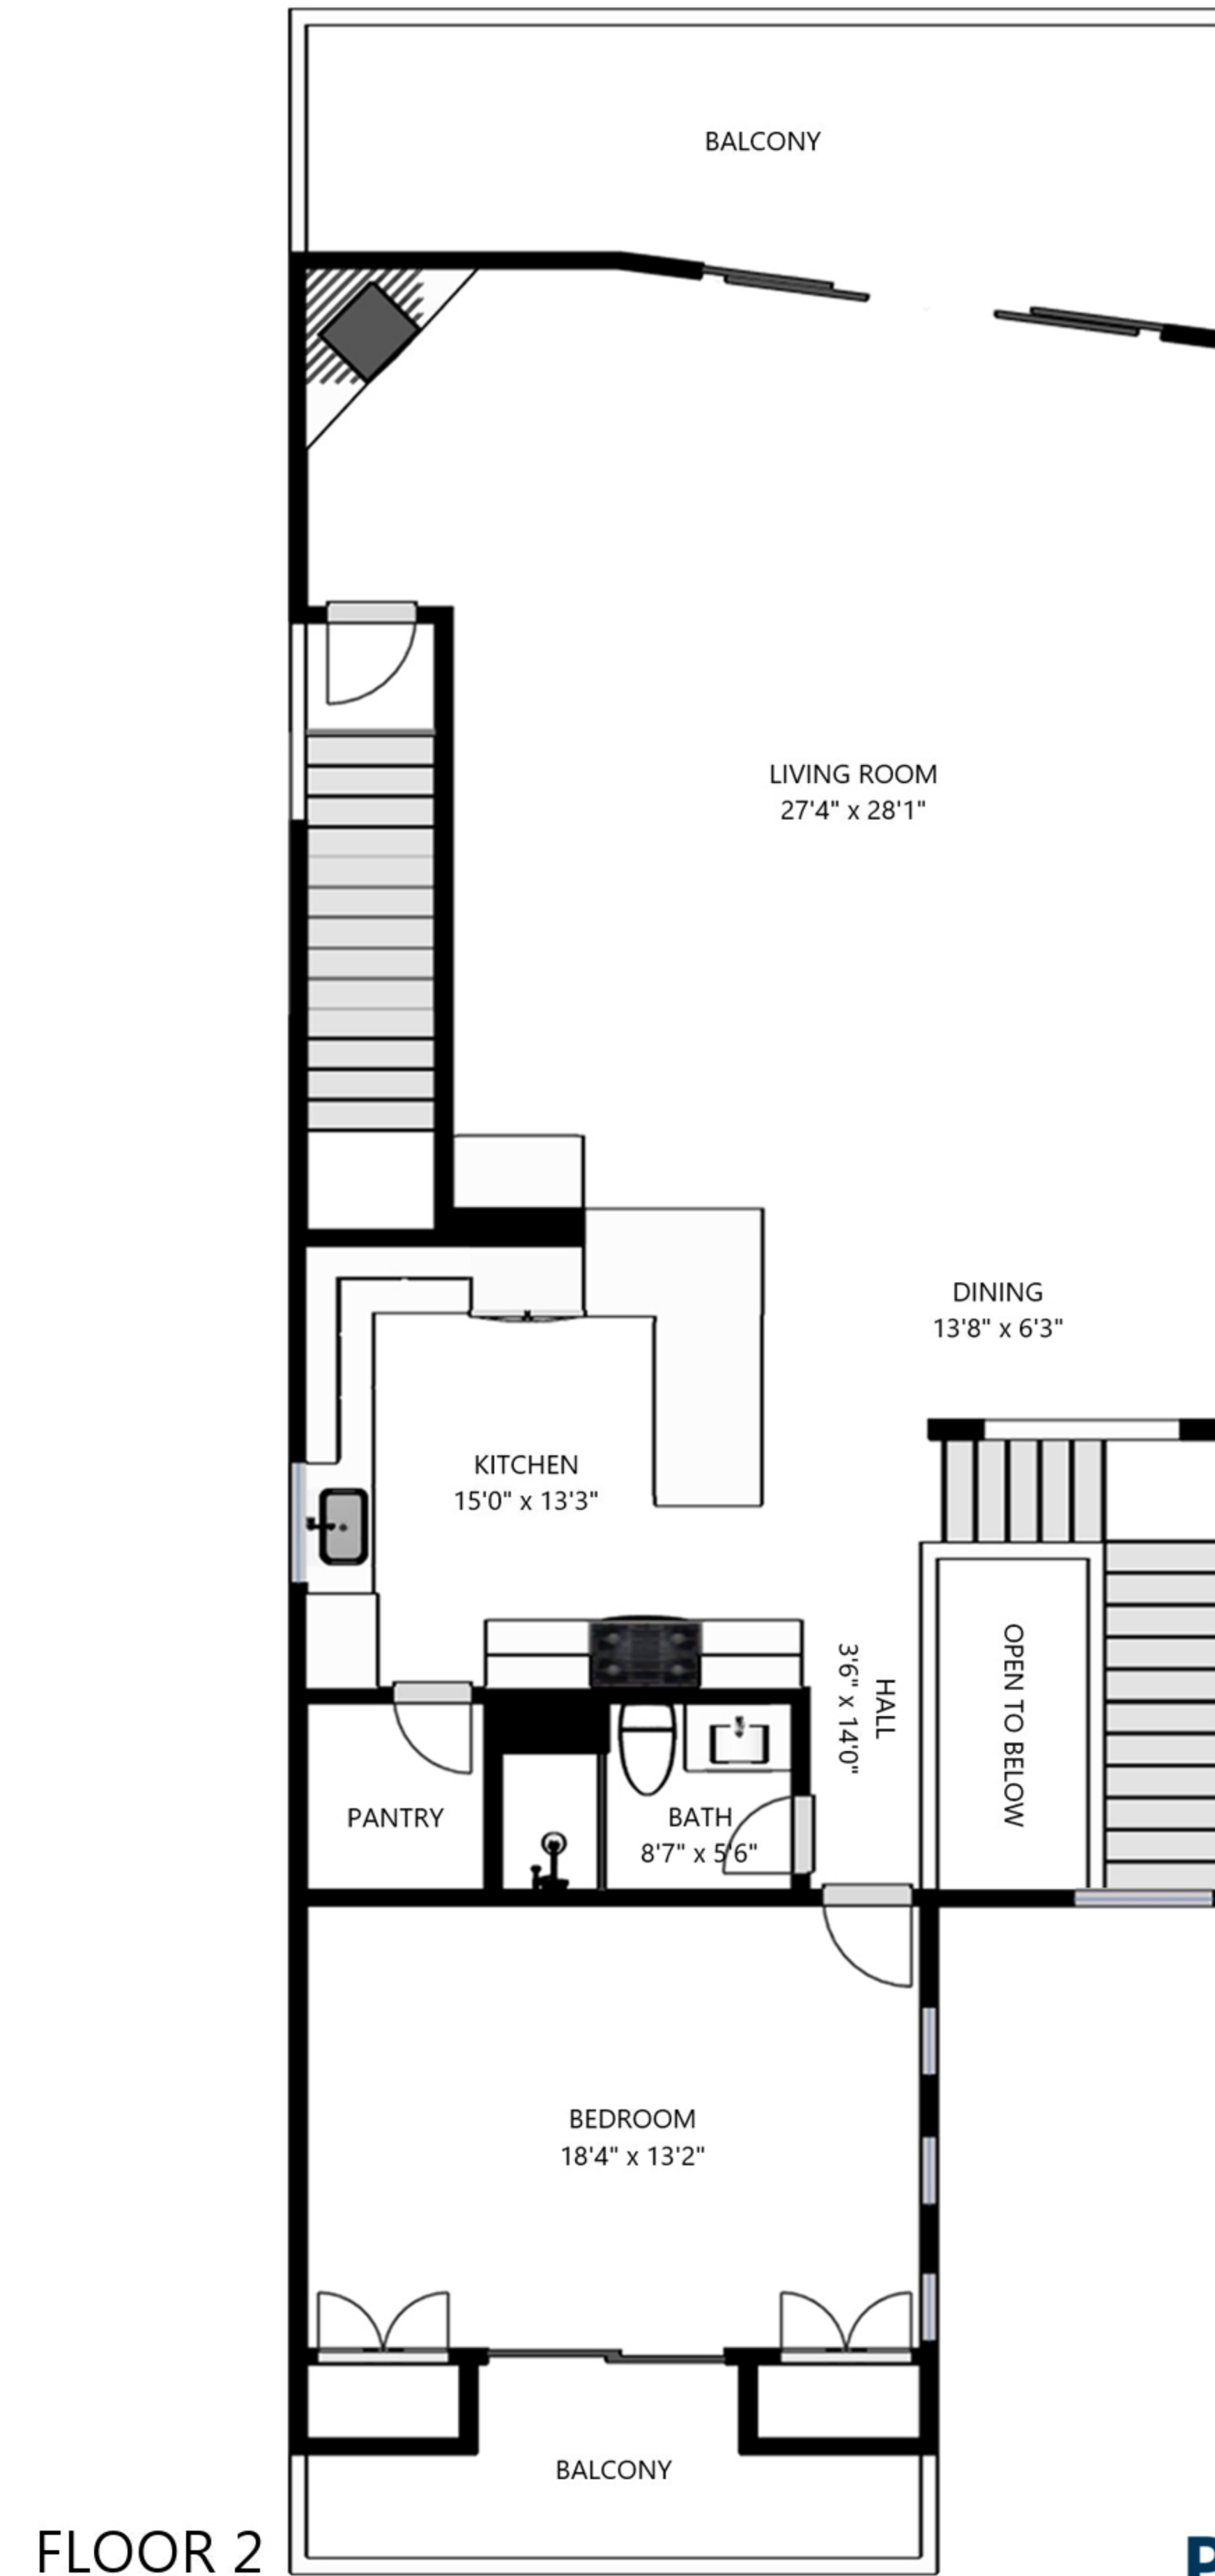 BALCONY
LIVING ROOM
27'4" x 28'1"
DINING
13'8" x 6'3"
KITCHEN
15'0" x 13'3"
HALL
3'6" x 14'0"
OPEN TO BELOW
PANTRY
BATH
8'7" x 5'6"
BEDROOM
18'4" x 13'2"
BALCONY
FLOOR 2